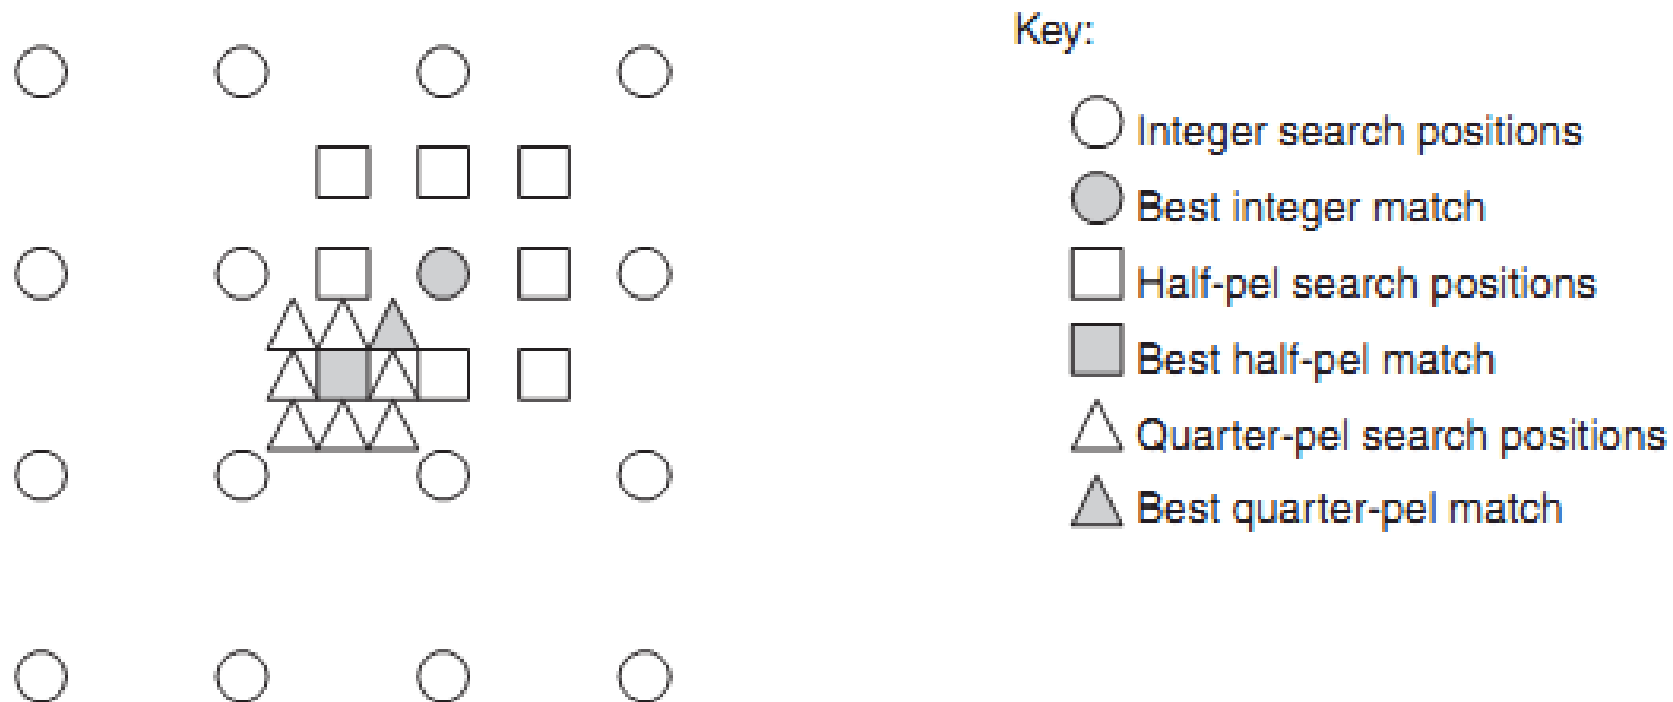 Key:
Integer search positions
Best integer match
Half-pel search positions
Best half-pel match
Quarter-pel search positions
Best quarter-pel match